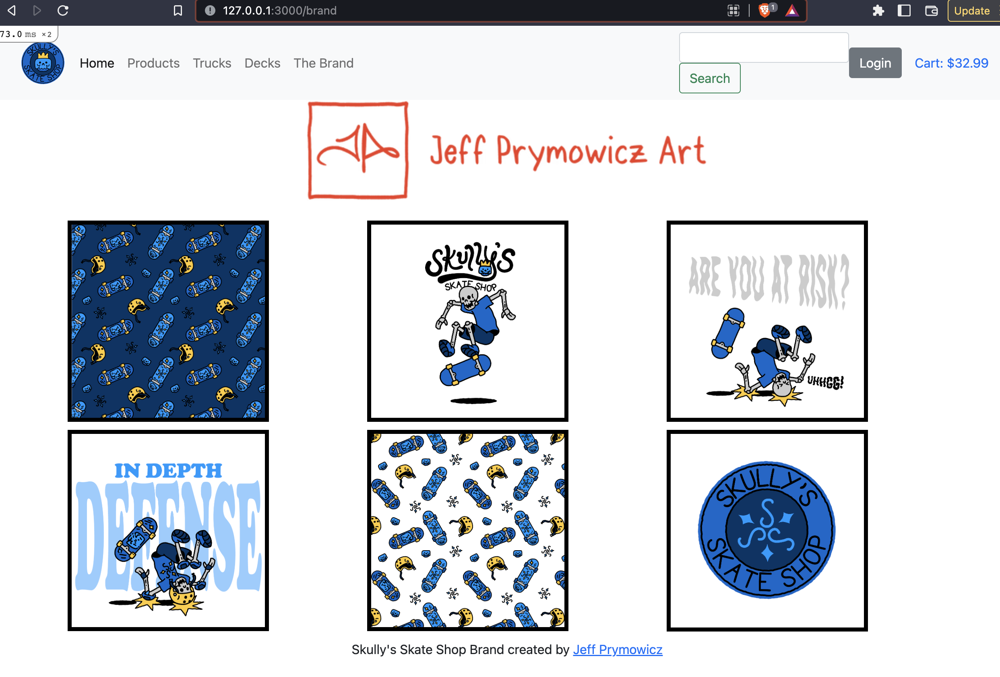 127.0.0.1:3000/brand
Update
73.0 ms ×2
SKULLY'S
SKATE SHOP
Home Products Trucks Decks The Brand
Login
Cart: $32.99
Search
Jeff Prymowicz Art
Skully's
SKATE SHOP
ARE YOU AT RISK?
UHHGG!
IN DEPTH
DEFENSE
SKULLY'S
SKATE SHOP
Skully's Skate Shop Brand created by Jeff Prymowicz